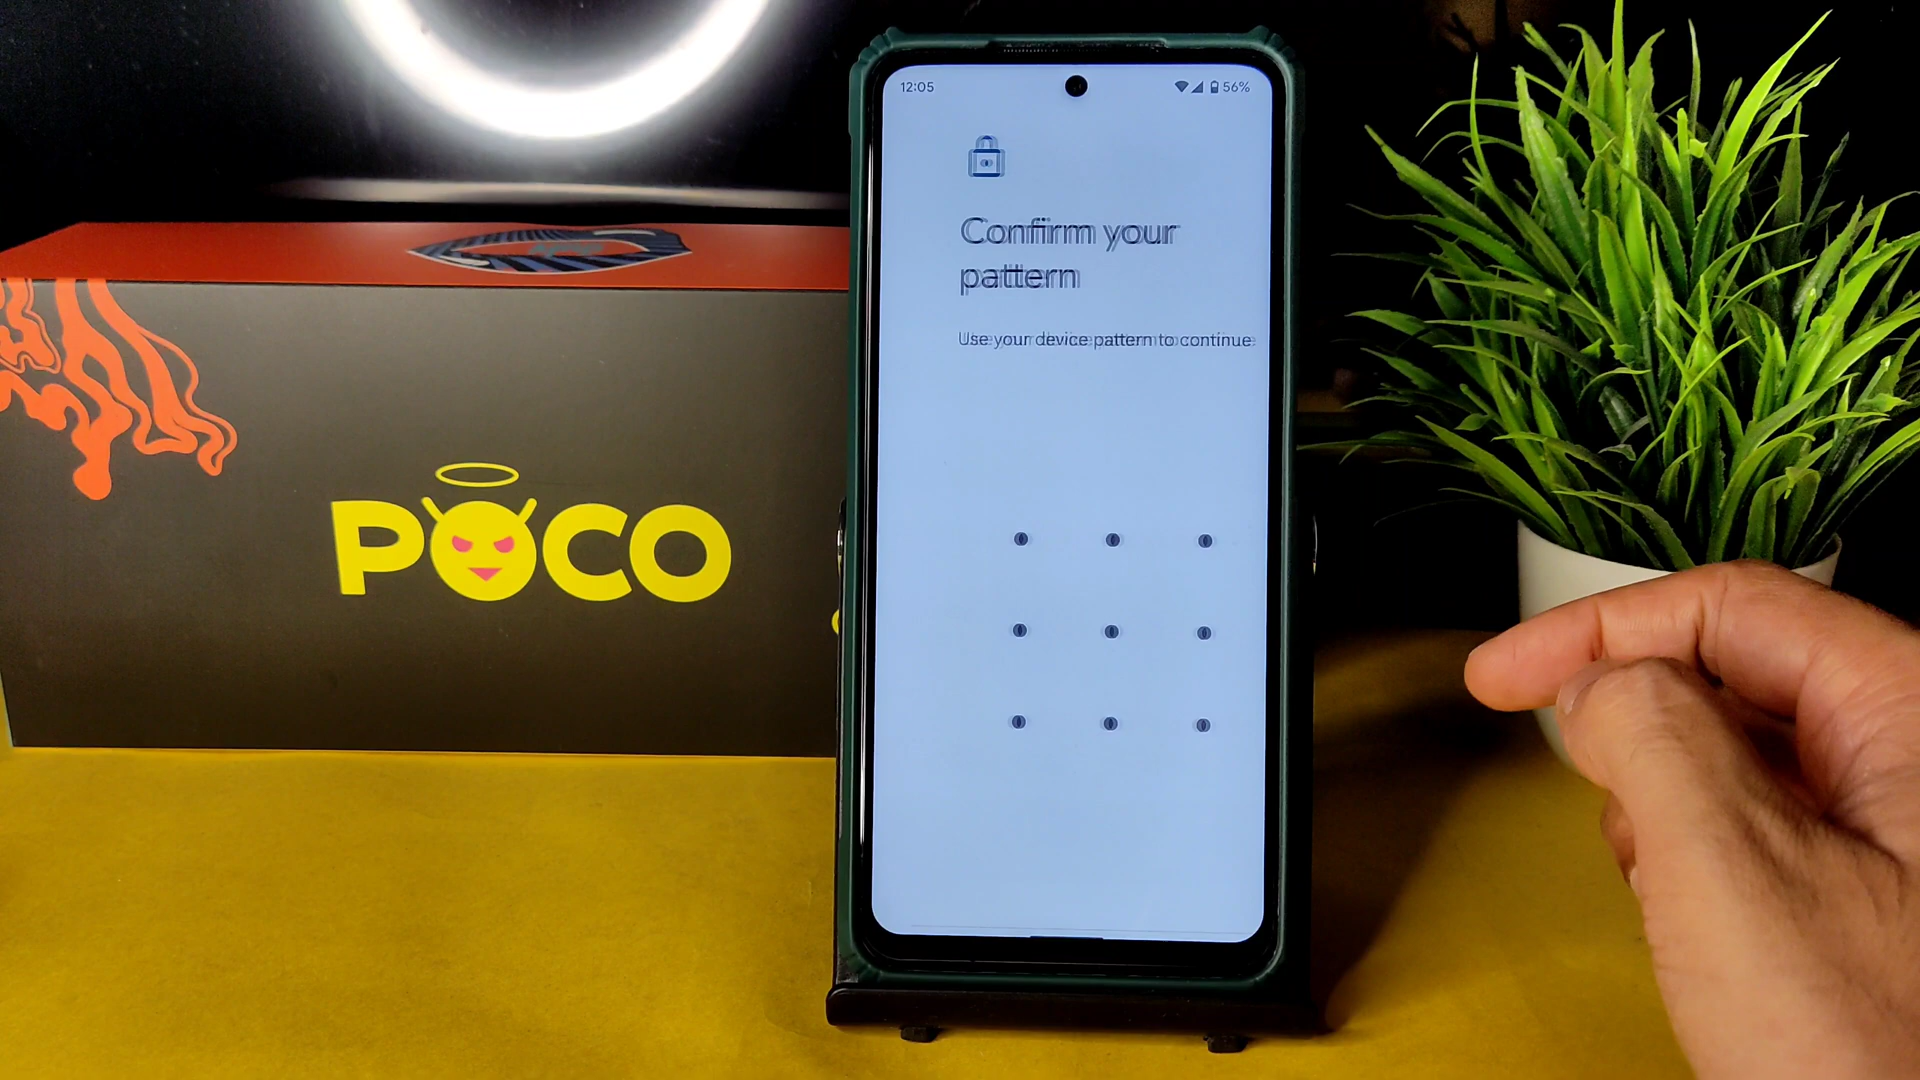 12:05
56%
Confirm your
pattern
Use your device pattern to continue
POCO